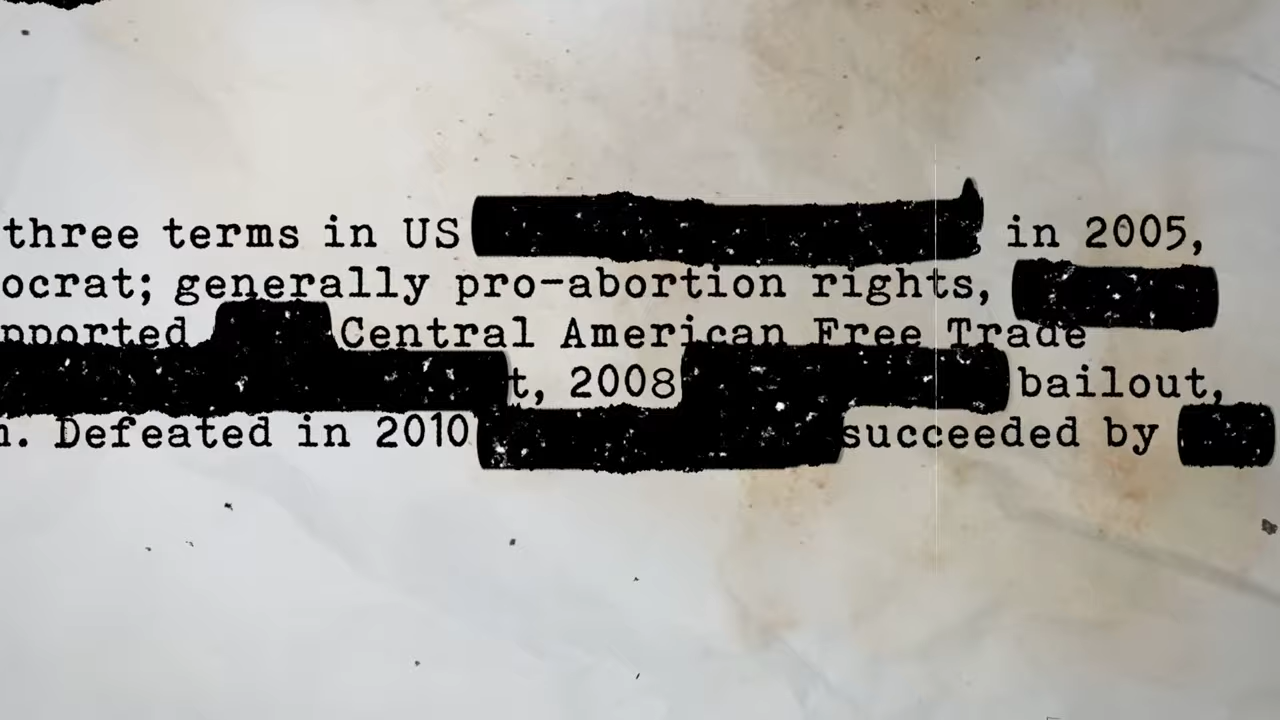 three terms in US in 2005,
ocrat; generally pro-abortion rights,
pported Central American Free Trade
t, 2008 bailout,
. Defeated in 2010 succeeded by